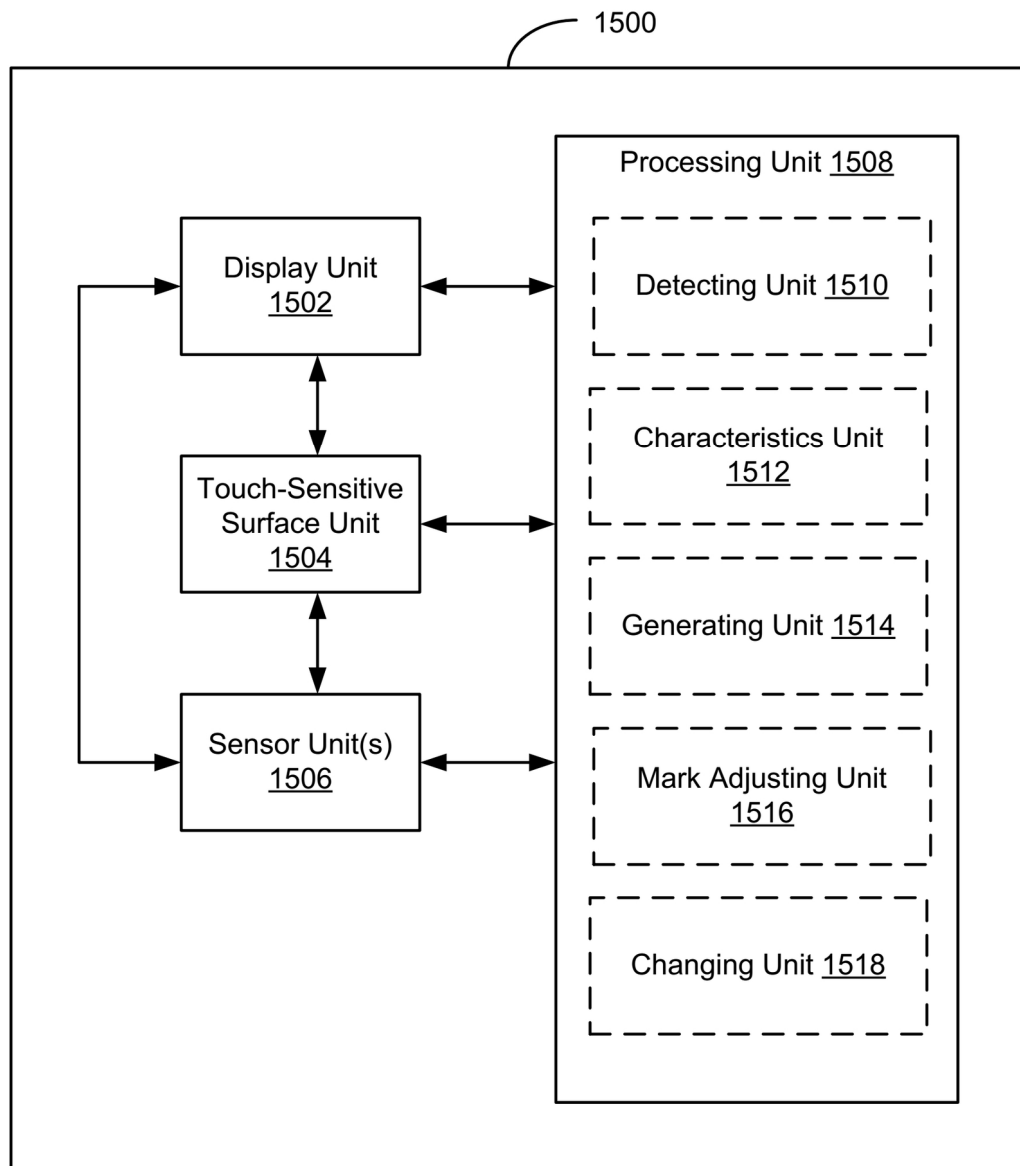 1500
Processing Unit 1508
Display Unit
1502
Detecting Unit 1510
Characteristics Unit
1512
Touch-Sensitive
Surface Unit
1504
Generating Unit 1514
Sensor Unit(s)
1506
Mark Adjusting Unit
1516
Changing Unit 1518